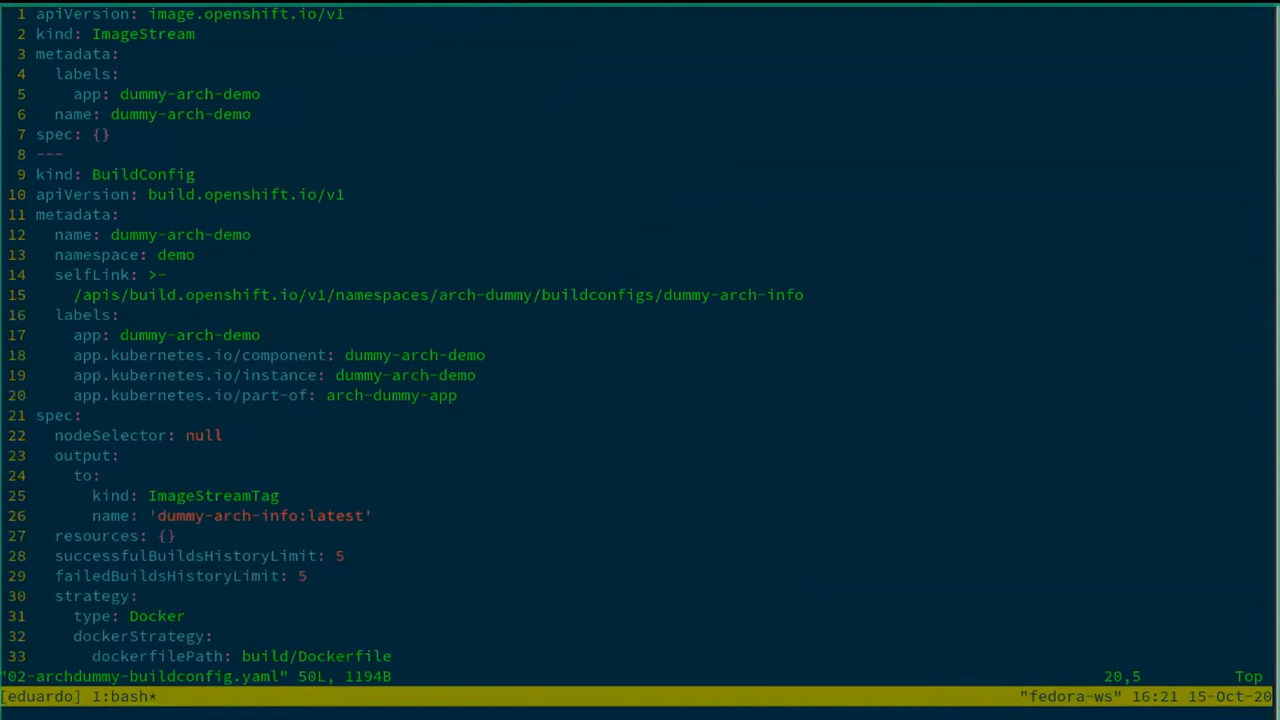 1 apiVersion: image.openshift.io/v1
2 kind: ImageStream
3 metadata:
4   labels:
5     app: dummy-arch-demo
6   name: dummy-arch-demo
7 spec: {}
8 ---
9 kind: BuildConfig
10 apiVersion: build.openshift.io/v1
11 metadata:
12   name: dummy-arch-demo
13   namespace: demo
14   selfLink: >-
15     /apis/build.openshift.io/v1/namespaces/arch-dummy/buildconfigs/dummy-arch-info
16   labels:
17     app: dummy-arch-demo
18     app.kubernetes.io/component: dummy-arch-demo
19     app.kubernetes.io/instance: dummy-arch-demo
20     app.kubernetes.io/part-of: arch-dummy-app
21 spec:
22   nodeSelector: null
23   output:
24     to:
25       kind: ImageStreamTag
26       name: 'dummy-arch-info:latest'
27   resources: {}
28   successfulBuildsHistoryLimit: 5
29   failedBuildsHistoryLimit: 5
30   strategy:
31     type: Docker
32     dockerStrategy:
33       dockerfilePath: build/Dockerfile
"02-archdummy-buildconfig.yaml" 50L, 1194B 20,5 Top
[eduardo] 1:bash* "fedora-ws" 16:21 15-Oct-20